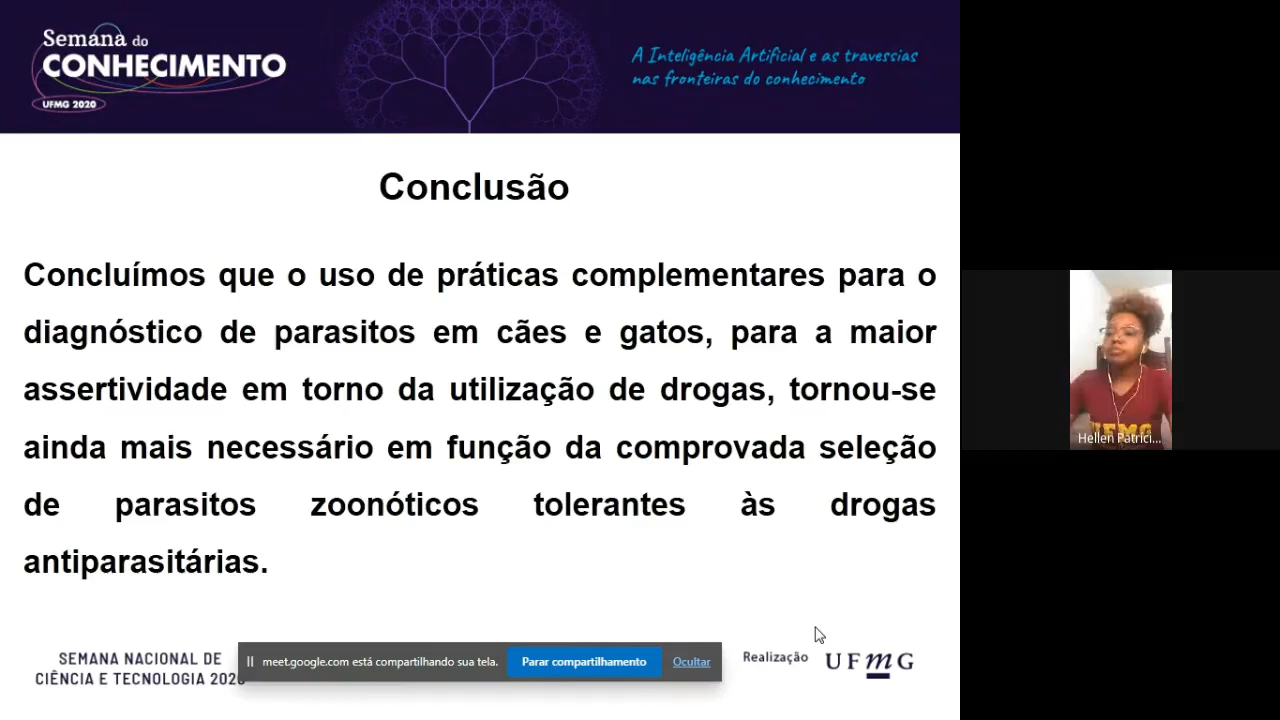 Semana do
CONHECIMENTO
UFMG 2020
A Inteligência Artificial e as travessias
nas fronteiras do conhecimento
Conclusão
Concluímos que o uso de práticas complementares para o
diagnóstico de parasitos em cães e gatos, para a maior
assertividade em torno da utilização de drogas, tornou-se
ainda mais necessário em função da comprovada seleção
de parasitos zoonóticos tolerantes às drogas
antiparasitárias.
SEMANA NACIONAL DE
CIÊNCIA E TECNOLOGIA 2020
meet.google.com está compartilhando sua tela.
Parar compartilhamento
Ocultar
Realização
UFMG
UFMG
Hellen Patríci...